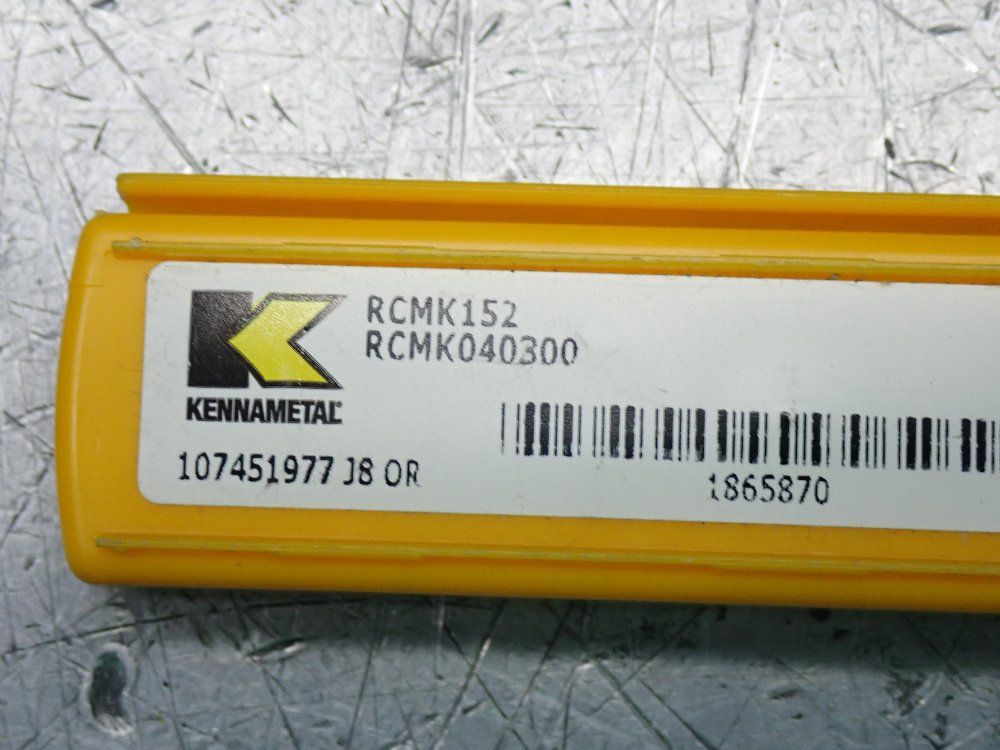 RCMK152
RCMK040300
KENNAMETAL®
107451977 J8 OR
1865870